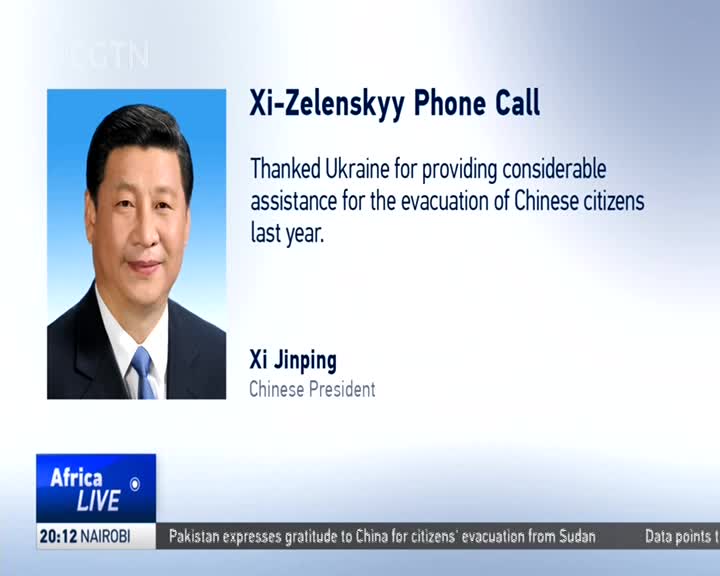 CGTN
Xi-Zelenskyy Phone Call
Thanked Ukraine for providing considerable
assistance for the evacuation of Chinese citizens
last year.
Xi Jinping
Chinese President
Africa
LIVE
20:12 NAIROBI
Pakistan expresses gratitude to China for citizens' evacuation from Sudan Data points t